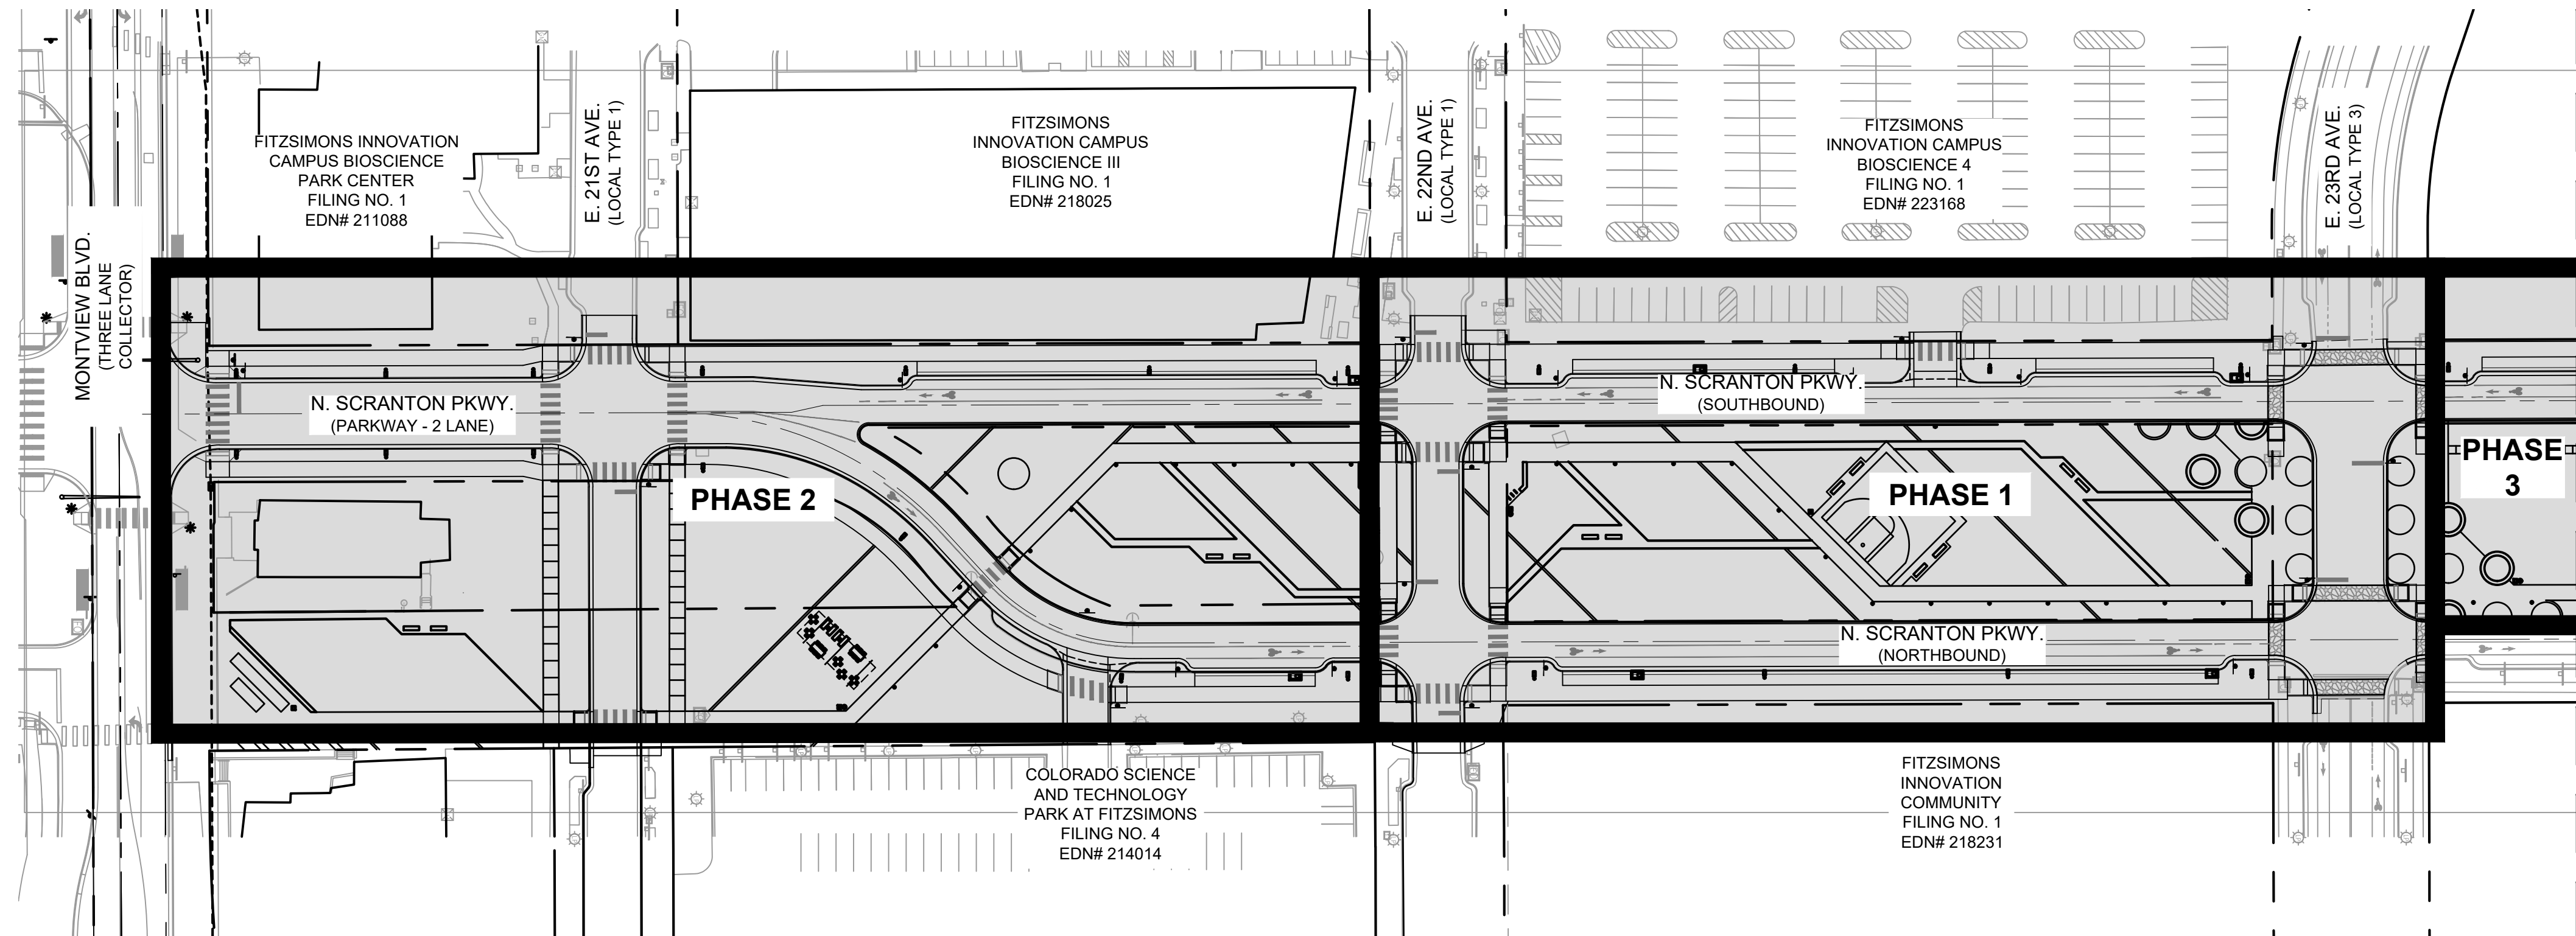 FITZSIMONS INNOVATION
CAMPUS BIOSCIENCE
PARK CENTER
FILING NO. 1
EDN# 211088
E. 21ST AVE.
(LOCAL TYPE 1)
FITZSIMONS
INNOVATION CAMPUS
BIOSCIENCE III
FILING NO. 1
EDN# 218025
E. 22ND AVE.
(LOCAL TYPE 1)
FITZSIMONS
INNOVATION CAMPUS
BIOSCIENCE 4
FILING NO. 1
EDN# 223168
E. 23RD AVE.
(LOCAL TYPE 3)
MONTVIEW BLVD.
(THREE LANE
COLLECTOR)
N. SCRANTON PKWY.
(PARKWAY - 2 LANE)
N. SCRANTON PKWY.
(SOUTHBOUND)
PHASE 2
PHASE 1
PHASE
3
N. SCRANTON PKWY.
(NORTHBOUND)
COLORADO SCIENCE
AND TECHNOLOGY
PARK AT FITZSIMONS
FILING NO. 4
EDN# 214014
FITZSIMONS
INNOVATION
COMMUNITY
FILING NO. 1
EDN# 218231